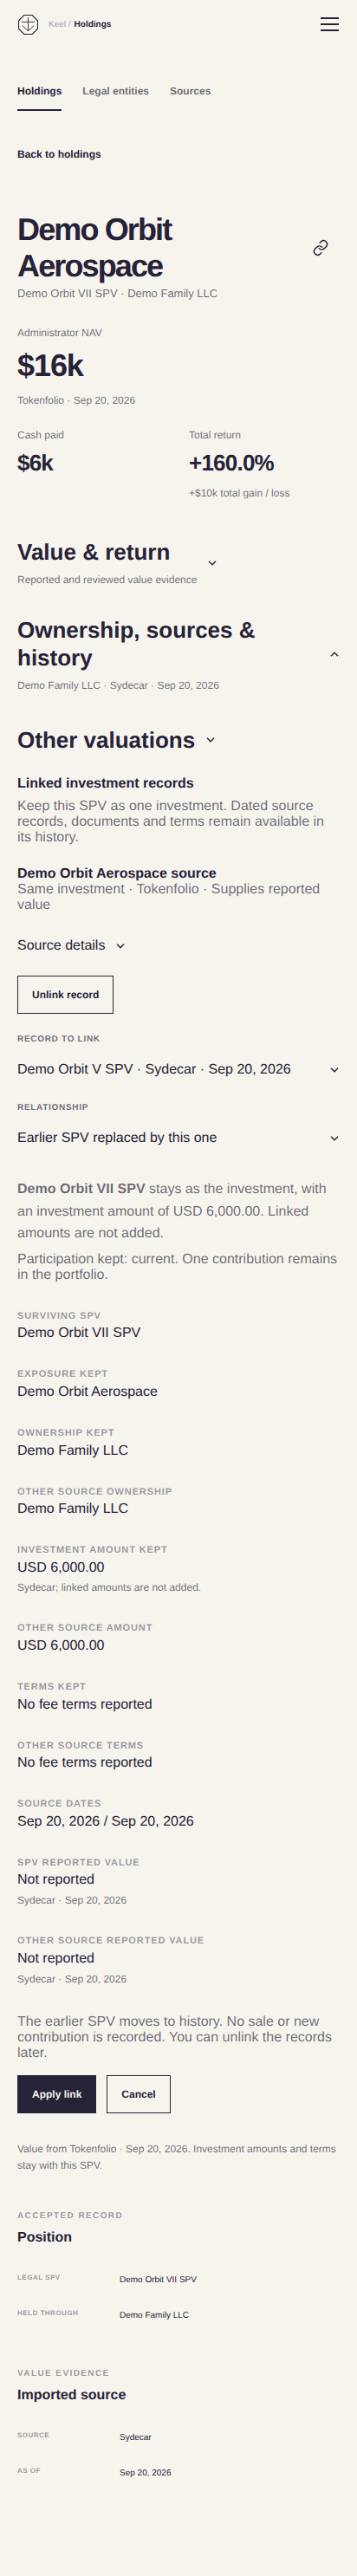 Keel / Holdings
Holdings Legal entities Sources
Back to holdings
Demo Orbit
Aerospace
Demo Orbit VII SPV · Demo Family LLC
Administrator NAV
$16k
Tokenfolio · Sep 20, 2026
Cash paid Total return
$6k +160.0%
+$10k total gain / loss
Value & return
Reported and reviewed value evidence
Ownership, sources &
history
Demo Family LLC · Sydecar · Sep 20, 2026
Other valuations
Linked investment records
Keep this SPV as one investment. Dated source
records, documents and terms remain available in
its history.
Demo Orbit Aerospace source
Same investment · Tokenfolio · Supplies reported
value
Source details
Unlink record
RECORD TO LINK
Demo Orbit V SPV · Sydecar · Sep 20, 2026
RELATIONSHIP
Earlier SPV replaced by this one
Demo Orbit VII SPV stays as the investment, with
an investment amount of USD 6,000.00. Linked
amounts are not added.
Participation kept: current. One contribution remains
in the portfolio.
SURVIVING SPV
Demo Orbit VII SPV
EXPOSURE KEPT
Demo Orbit Aerospace
OWNERSHIP KEPT
Demo Family LLC
OTHER SOURCE OWNERSHIP
Demo Family LLC
INVESTMENT AMOUNT KEPT
USD 6,000.00
Sydecar; linked amounts are not added.
OTHER SOURCE AMOUNT
USD 6,000.00
TERMS KEPT
No fee terms reported
OTHER SOURCE TERMS
No fee terms reported
SOURCE DATES
Sep 20, 2026 / Sep 20, 2026
SPV REPORTED VALUE
Not reported
Sydecar · Sep 20, 2026
OTHER SOURCE REPORTED VALUE
Not reported
Sydecar · Sep 20, 2026
The earlier SPV moves to history. No sale or new
contribution is recorded. You can unlink the records
later.
Apply link Cancel
Value from Tokenfolio · Sep 20, 2026. Investment amounts and terms
stay with this SPV.
ACCEPTED RECORD
Position
LEGAL SPV Demo Orbit VII SPV
HELD THROUGH Demo Family LLC
VALUE EVIDENCE
Imported source
SOURCE Sydecar
AS OF Sep 20, 2026